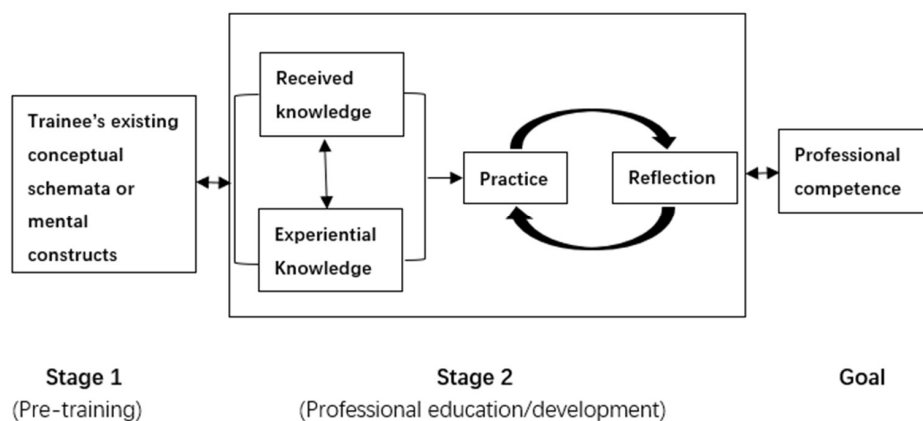 Trainee's existing
conceptual
schemata or
mental
constructs
Received
knowledge
Experiential
Knowledge
Practice
Reflection
Professional
competence
Stage 1
(Pre-training)
Stage 2
(Professional education/development)
Goal